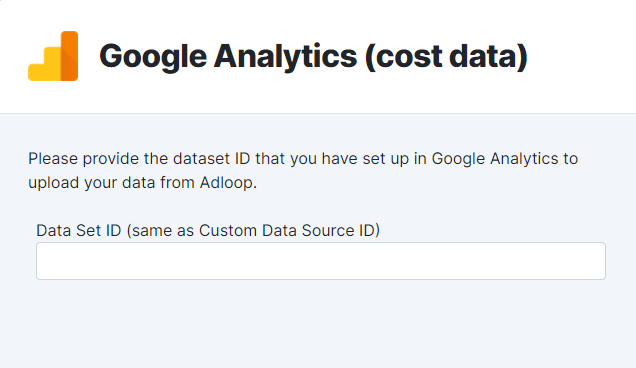 Google Analytics (cost data)
Please provide the dataset ID that you have set up in Google Analytics to
upload your data from Adloop.
Data Set ID (same as Custom Data Source ID)